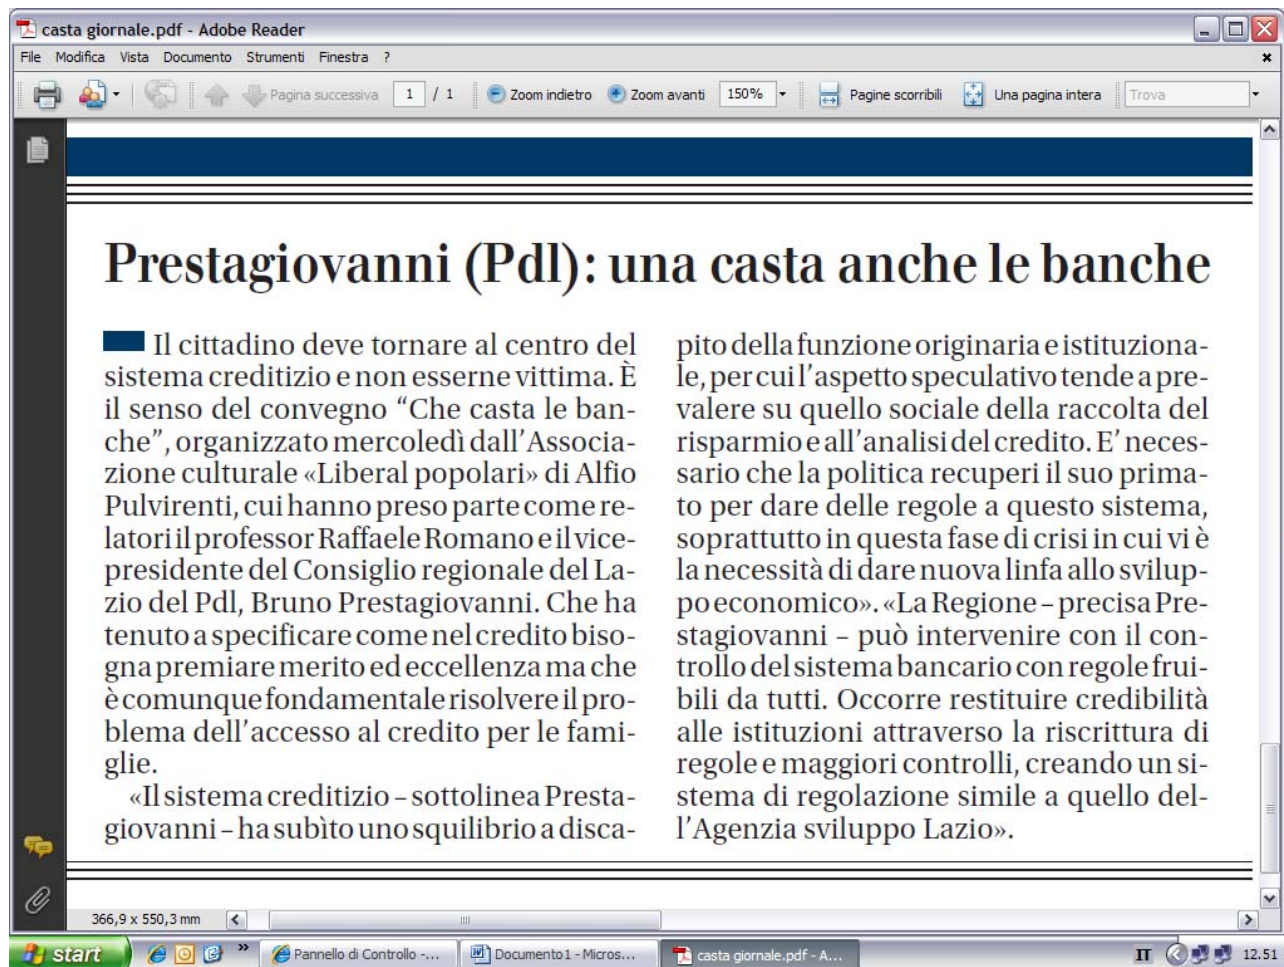 casta giornale.pdf - Adobe Reader
File Modifica Vista Documento Strumenti Finestra ?
Pagina successiva 1 / 1 Zoom indietro Zoom avanti 150% Pagine scorribili Una pagina intera Trova
Prestagiovanni (Pdl): una casta anche le banche
Il cittadino deve tornare al centro del
sistema creditizio e non esserne vittima. È
il senso del convegno “Che casta le ban-
che”, organizzato mercoledì dall’Associa-
zione culturale «Liberal popolari» di Alfio
Pulvirenti, cui hanno preso parte come re-
latori il professor Raffaele Romano e il vice-
presidente del Consiglio regionale del La-
zio del Pdl, Bruno Prestagiovanni. Che ha
tenuto a specificare come nel credito biso-
gna premiare merito ed eccellenza ma che
è comunque fondamentale risolvere il pro-
blema dell’accesso al credito per le fami-
glie.
«Il sistema creditizio – sottolinea Presta-
giovanni – ha subìto uno squilibrio a disca-
pito della funzione originaria e istituziona-
le, per cui l’aspetto speculativo tende a pre-
valere su quello sociale della raccolta del
risparmio e all’analisi del credito. E’ neces-
sario che la politica recuperi il suo prima-
to per dare delle regole a questo sistema,
soprattutto in questa fase di crisi in cui vi è
la necessità di dare nuova linfa allo svilup-
po economico». «La Regione – precisa Pre-
stagiovanni – può intervenire con il con-
trollo del sistema bancario con regole frui-
bili da tutti. Occorre restituire credibilità
alle istituzioni attraverso la riscrittura di
regole e maggiori controlli, creando un si-
stema di regolazione simile a quello del-
l’Agenzia sviluppo Lazio».
366,9 x 550,3 mm
start » Pannello di Controllo -... Documento1 - Micros... casta giornale.pdf - A... IT 12.51